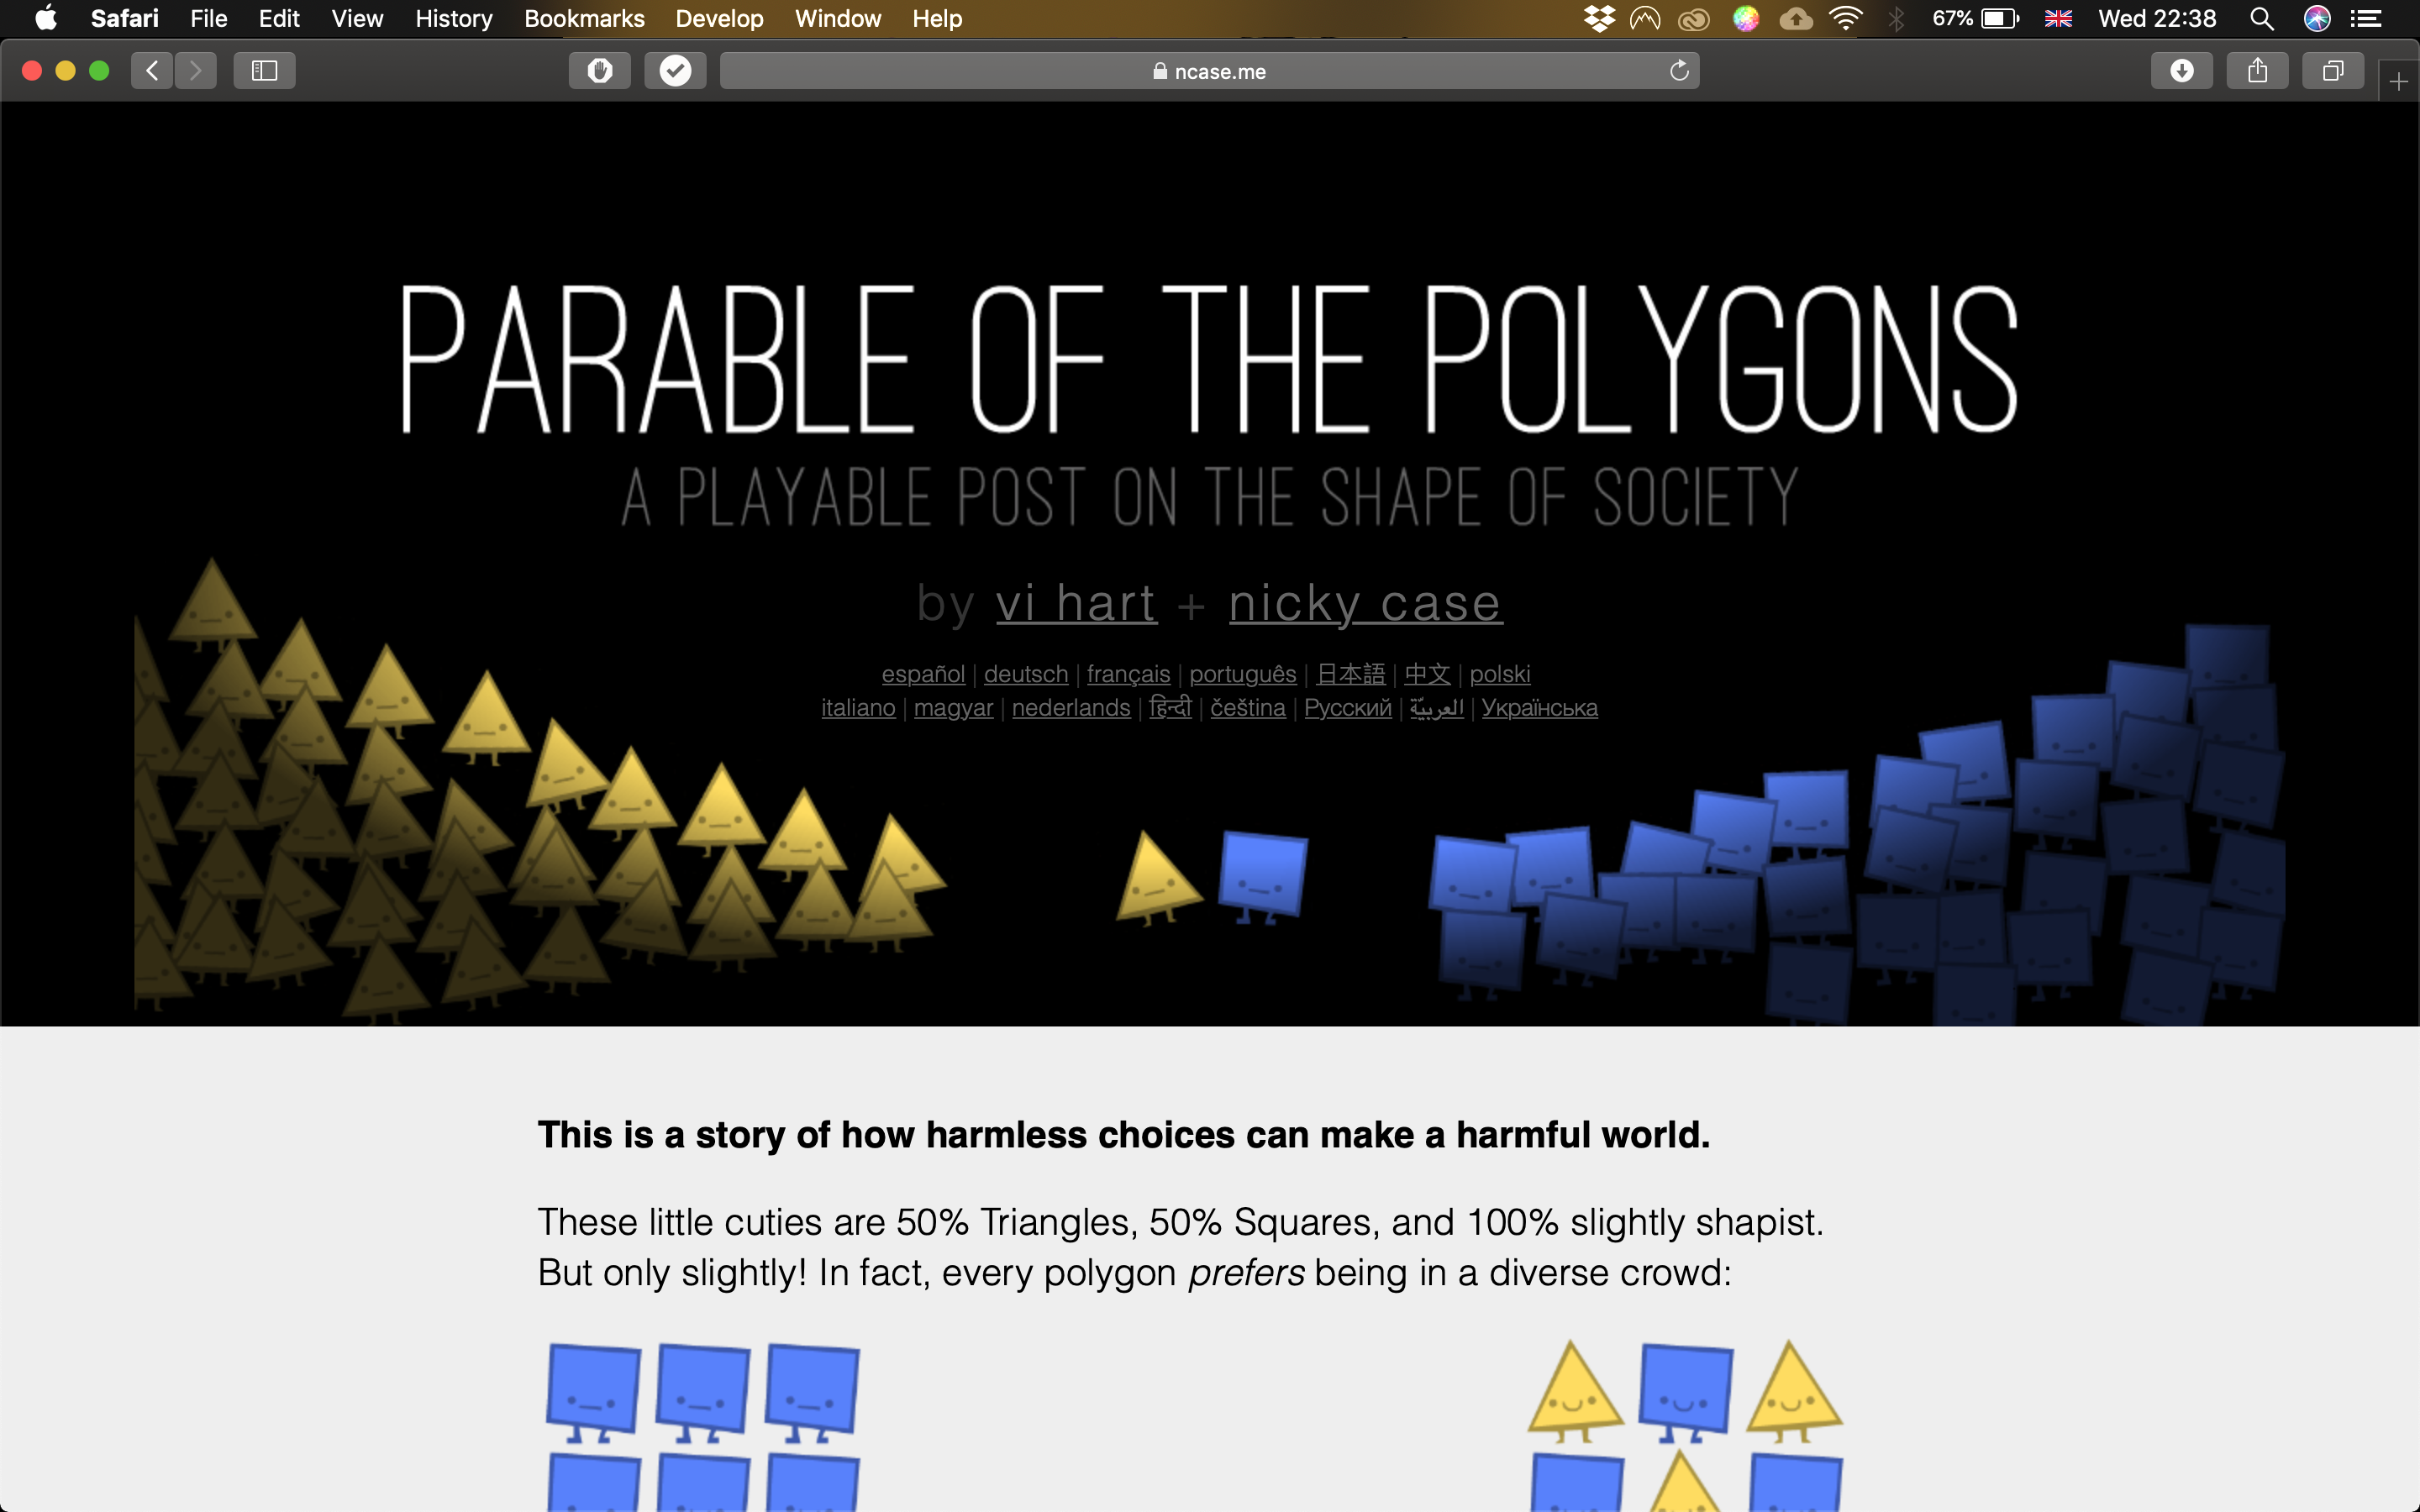 Safari File Edit View History Bookmarks Develop Window Help 67% Wed 22:38
ncase.me
PARABLE OF THE POLYGONS
A PLAYABLE POST ON THE SHAPE OF SOCIETY
by vi hart + nicky case
español | deutsch | français | português | 日本語 | 中文 | polski
italiano | magyar | nederlands | हिन्दी | čeština | Русский | العربيّة | Українська
This is a story of how harmless choices can make a harmful world.
These little cuties are 50% Triangles, 50% Squares, and 100% slightly shapist.
But only slightly! In fact, every polygon prefers being in a diverse crowd: